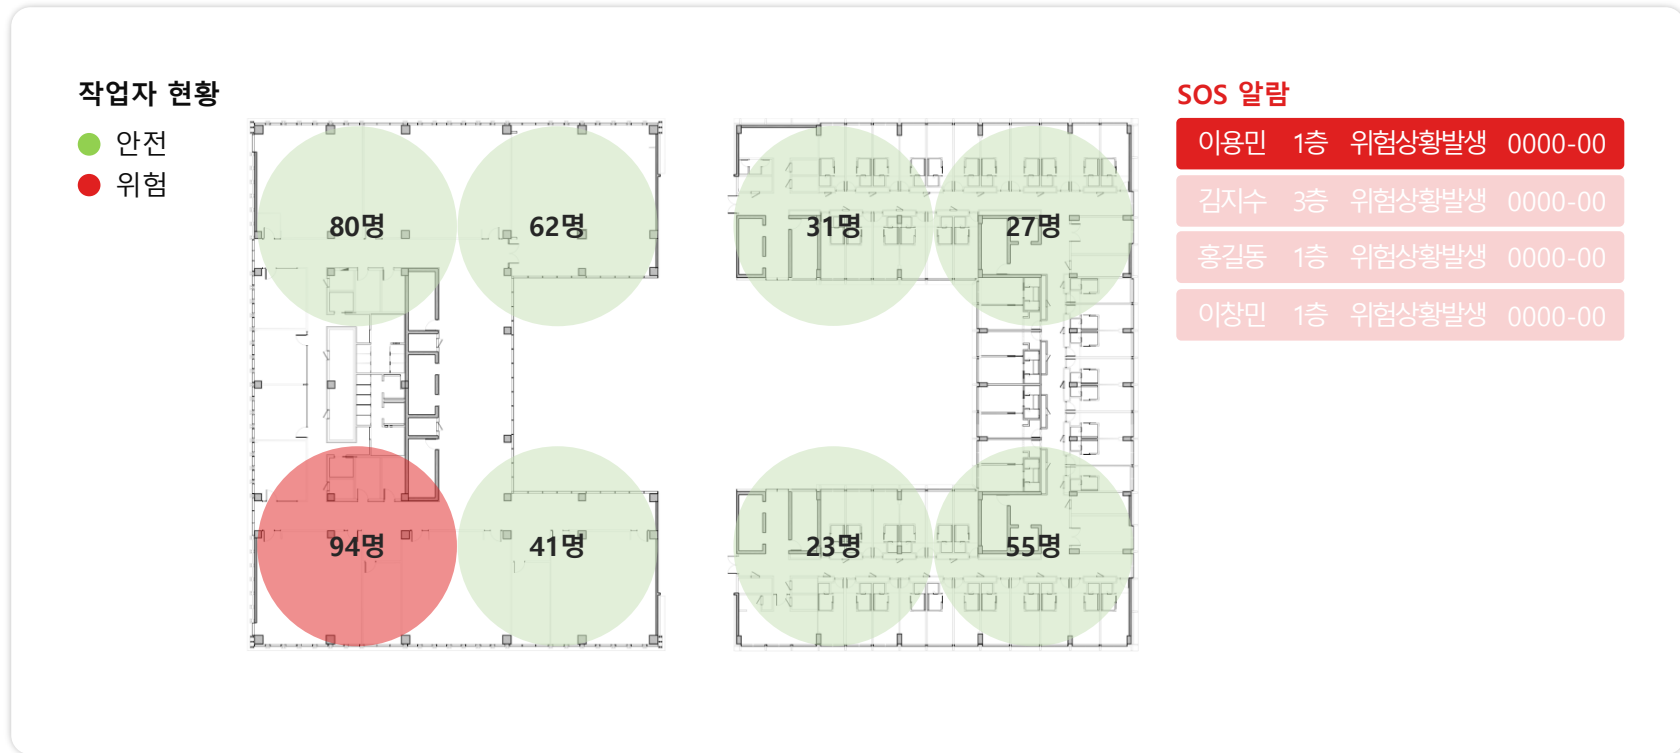 작업자 현황
안전
위험
80명
62명
31명
27명
94명
41명
23명
55명
SOS 알람
이용민 1층 위험상황발생 0000-00
김지수 3층 위험상황발생 0000-00
홍길동 1층 위험상황발생 0000-00
이창민 1층 위험상황발생 0000-00